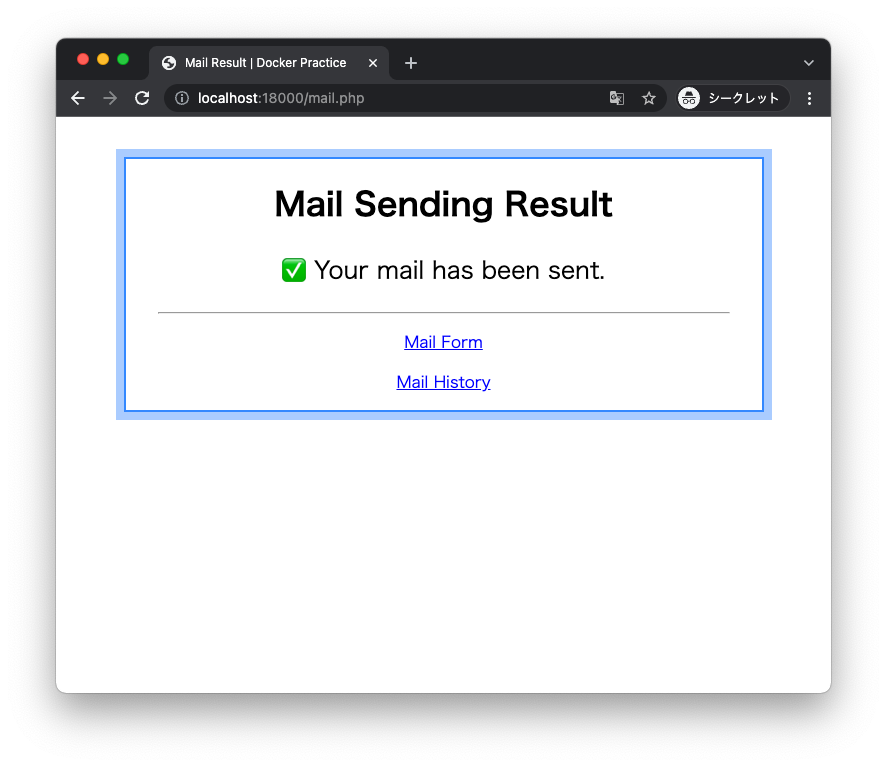 Mail Result | Docker Practice
localhost:18000/mail.php
シークレット
Mail Sending Result
✅ Your mail has been sent.
Mail Form
Mail History